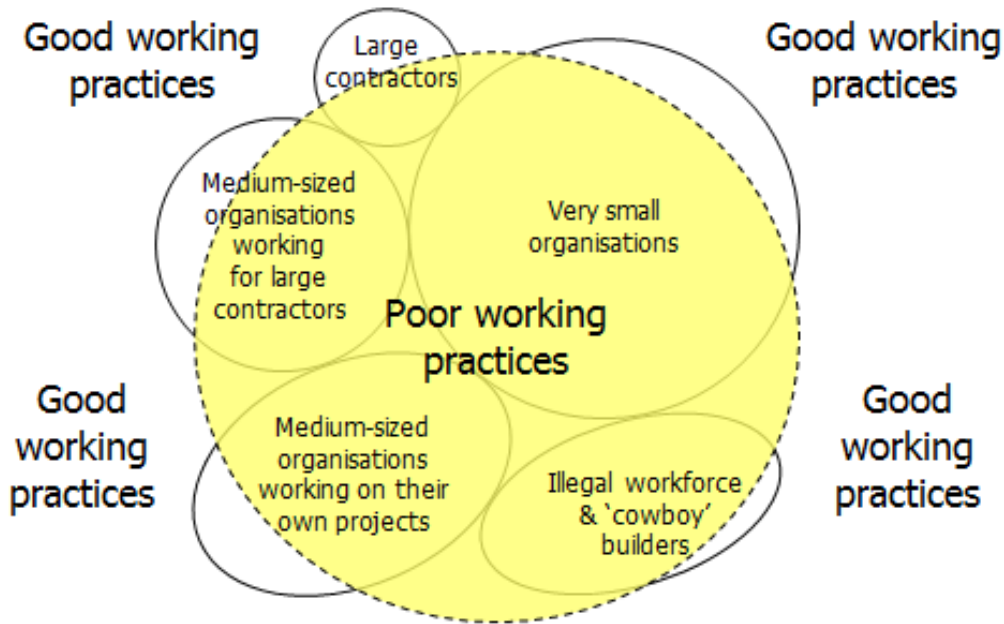 Good working
practices
Large
contractors
Good working
practices
Medium-sized
organisations
working
for large
contractors
Very small
organisations
Poor working
practices
Good
working
practices
Medium-sized
organisations
working on their
own projects
Illegal workforce
& ‘cowboy’
builders
Good
working
practices